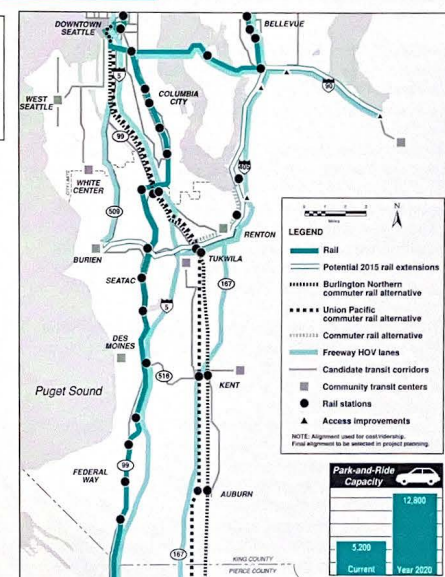 DOWNTOWN
SEATTLE
BELLEVUE
5
90
COLUMBIA
CITY
WEST
SEATTLE
99
405
WHITE
CENTER
CITY LIMITS
509
RENTON
BURIEN
TUKWILA
SEATAC
167
5
DES
MOINES
516
KENT
Puget Sound
FEDERAL
WAY
99
AUBURN
167
KING COUNTY
PIERCE COUNTY
Miles
N
LEGEND
Rail
Potential 2015 rail extensions
Burlington Northern
commuter rail alternative
Union Pacific
commuter rail alternative
Commuter rail alternative
Freeway HOV lanes
Candidate transit corridors
Community transit centers
Rail stations
Access improvements
NOTE: Alignment used for cost/ridership.
Final alignment to be selected in project planning.
Park-and-Ride
Capacity
12,800
5,200
Current
Year 2020